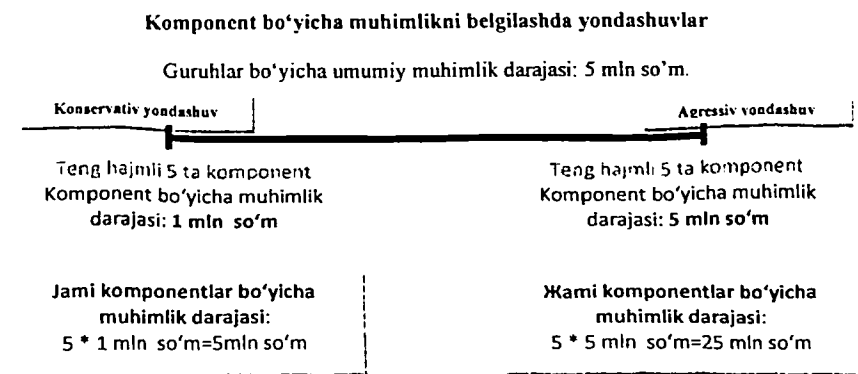 Komponent bo‘yicha muhimlikni belgilashda yondashuvlar
Guruhlar bo‘yicha umumiy muhimlik darajasi: 5 mln so’m.
Konservativ yondashuv
Agressiv yondashuv
Teng hajmli 5 ta komponent
Komponent bo‘yicha muhimlik
darajasi: 1 mln so‘m
Teng hajmli 5 ta komponent
Komponent bo‘yicha muhimlik
darajasi: 5 mln so‘m
Jami komponentlar bo‘yicha
muhimlik darajasi:
5 * 1 mln so‘m=5mln so‘m
Жami komponentlar bo‘yicha
muhimlik darajasi:
5 * 5 mln so‘m=25 mln so‘m